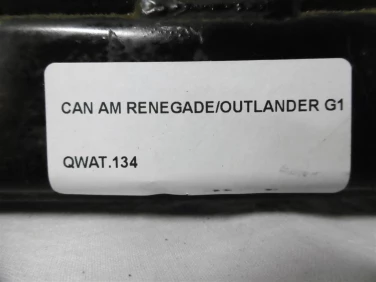 CAN AM RENEGADE/OUTLANDER G1
QWAT.134